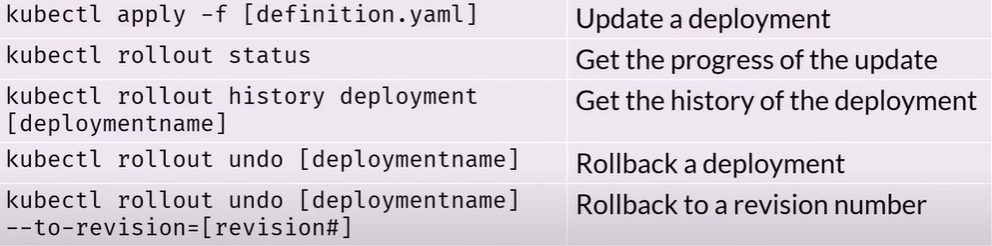 kubectl apply -f [definition.yaml]
Update a deployment
kubectl rollout status
Get the progress of the update
kubectl rollout history deployment
[deploymentname]
Get the history of the deployment
kubectl rollout undo [deploymentname]
Rollback a deployment
kubectl rollout undo [deploymentname]
--to-revision=[revision#]
Rollback to a revision number